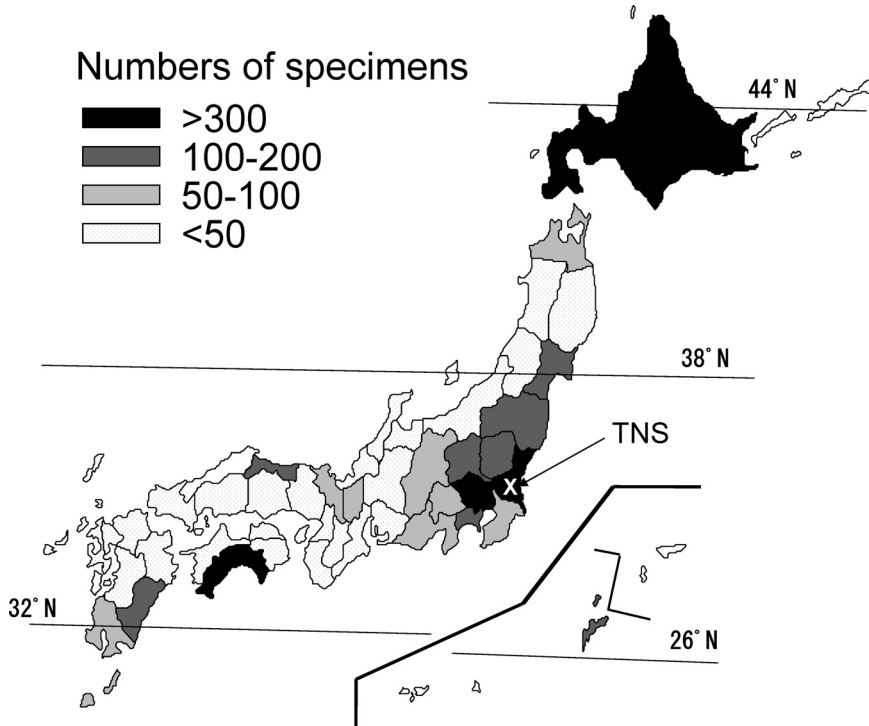 Numbers of specimens
>300
100-200
50-100
<50
44°N
38°N
TNS
X
32°N
26°N